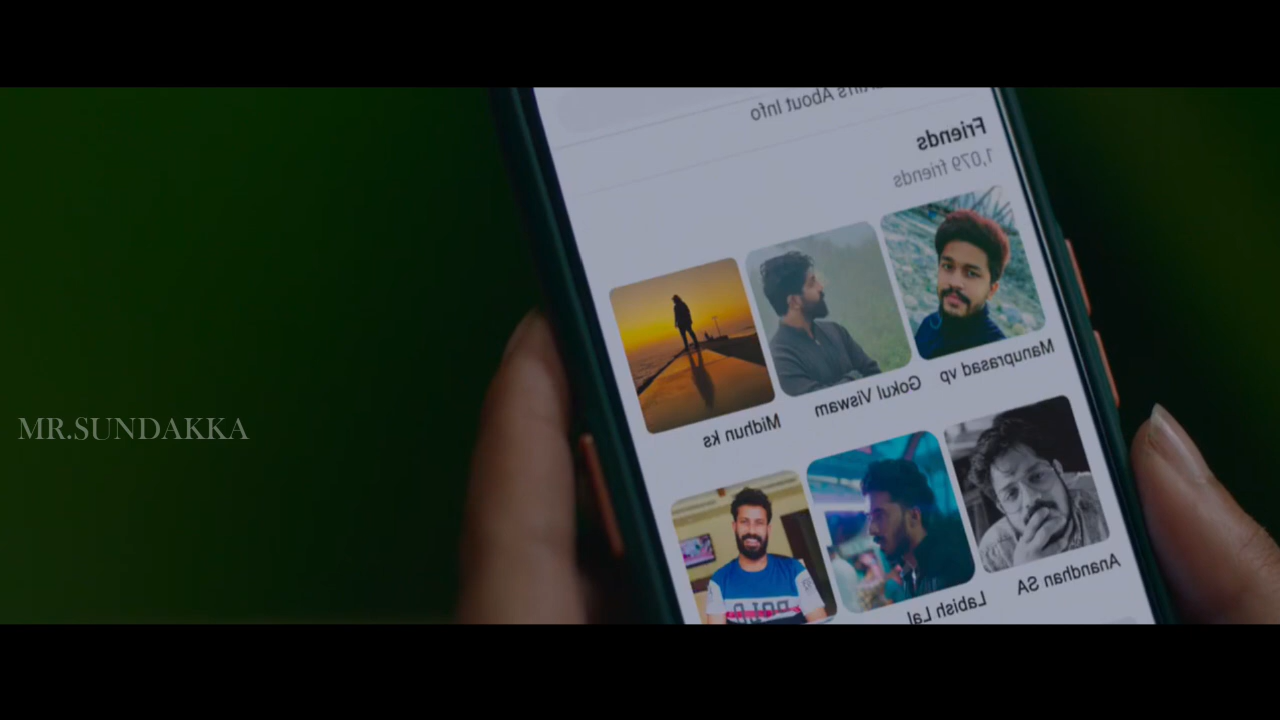 About Info
Friends
1,079 friends
Manuprasad vp
Gokul Viswam
Midhun ks
Anandhan SA
Labish Lal
MR.SUNDAKKA